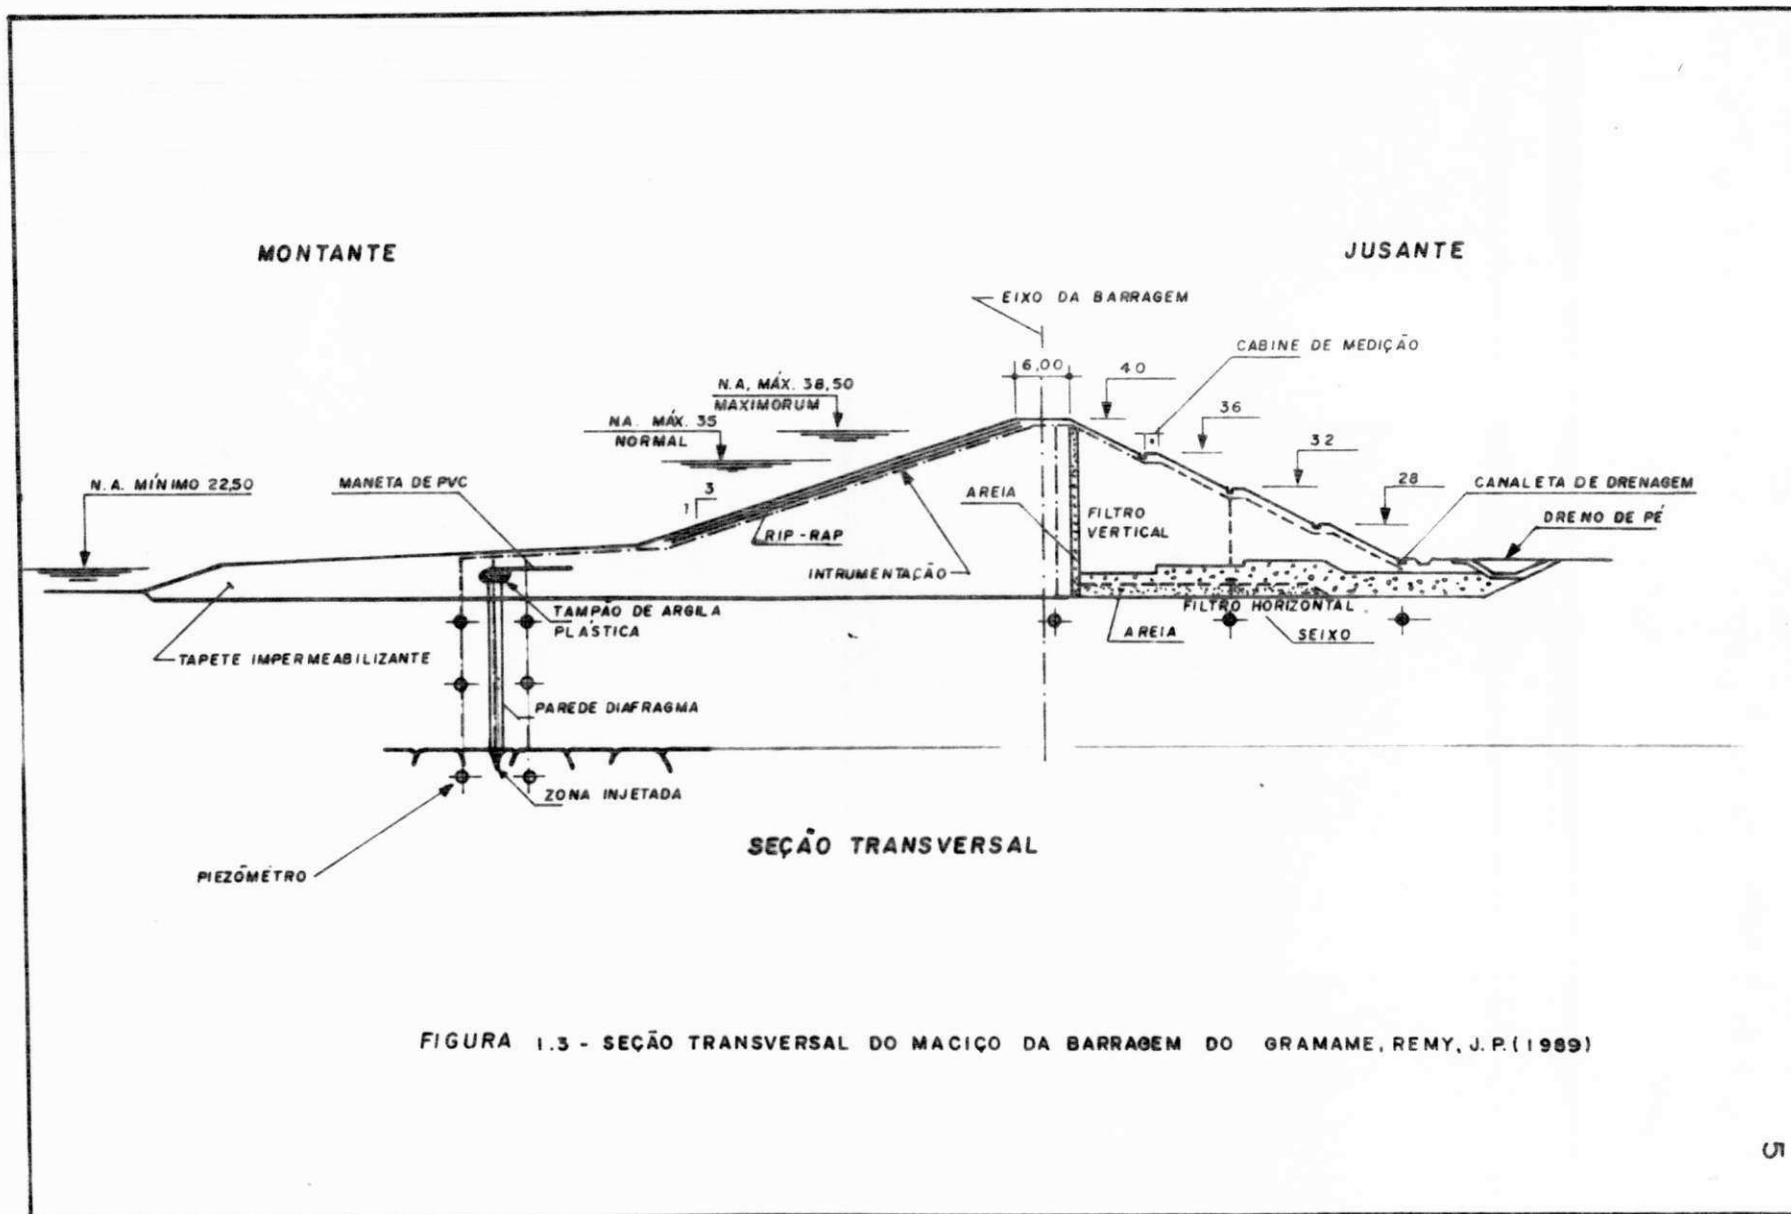 MONTANTE
JUSANTE
EIXO DA BARRAGEM
CABINE DE MEDIÇÃO
6,00
40
N.A. MÁX. 38,50
MAXIMORUM
36
NA. MÁX. 35
NORMAL
32
N.A. MÍNIMO 22,50
MANETA DE PVC
3
1
AREIA
FILTRO
VERTICAL
28
CANALETA DE DRENAGEM
DRENO DE PÉ
RIP-RAP
INTRUMENTAÇÃO
TAMPÃO DE ARGILA
PLÁSTICA
FILTRO HORIZONTAL
AREIA
SEIXO
TAPETE IMPERMEABILIZANTE
PAREDE DIAFRAGMA
ZONA INJETADA
SEÇÃO TRANSVERSAL
PIEZÔMETRO
FIGURA 1.3 - SEÇÃO TRANSVERSAL DO MACIÇO DA BARRAGEM DO GRAMAME, REMY, J.P. (1989)
5